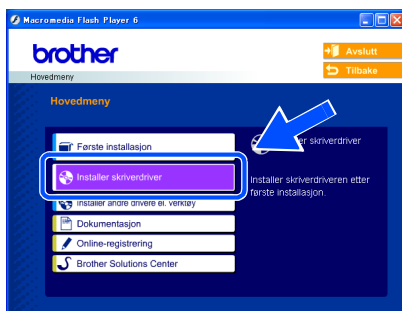 Macromedia Flash Player 6
brother
Avslutt
Tilbake
Hovedmeny
Hovedmeny
Første installasjon
Installer skriverdriver
Installer andre drivere el. verktøy
Dokumentasjon
Online-registrering
Brother Solutions Center
skriverdriver
Installer skriverdriveren etter
første installasjon.